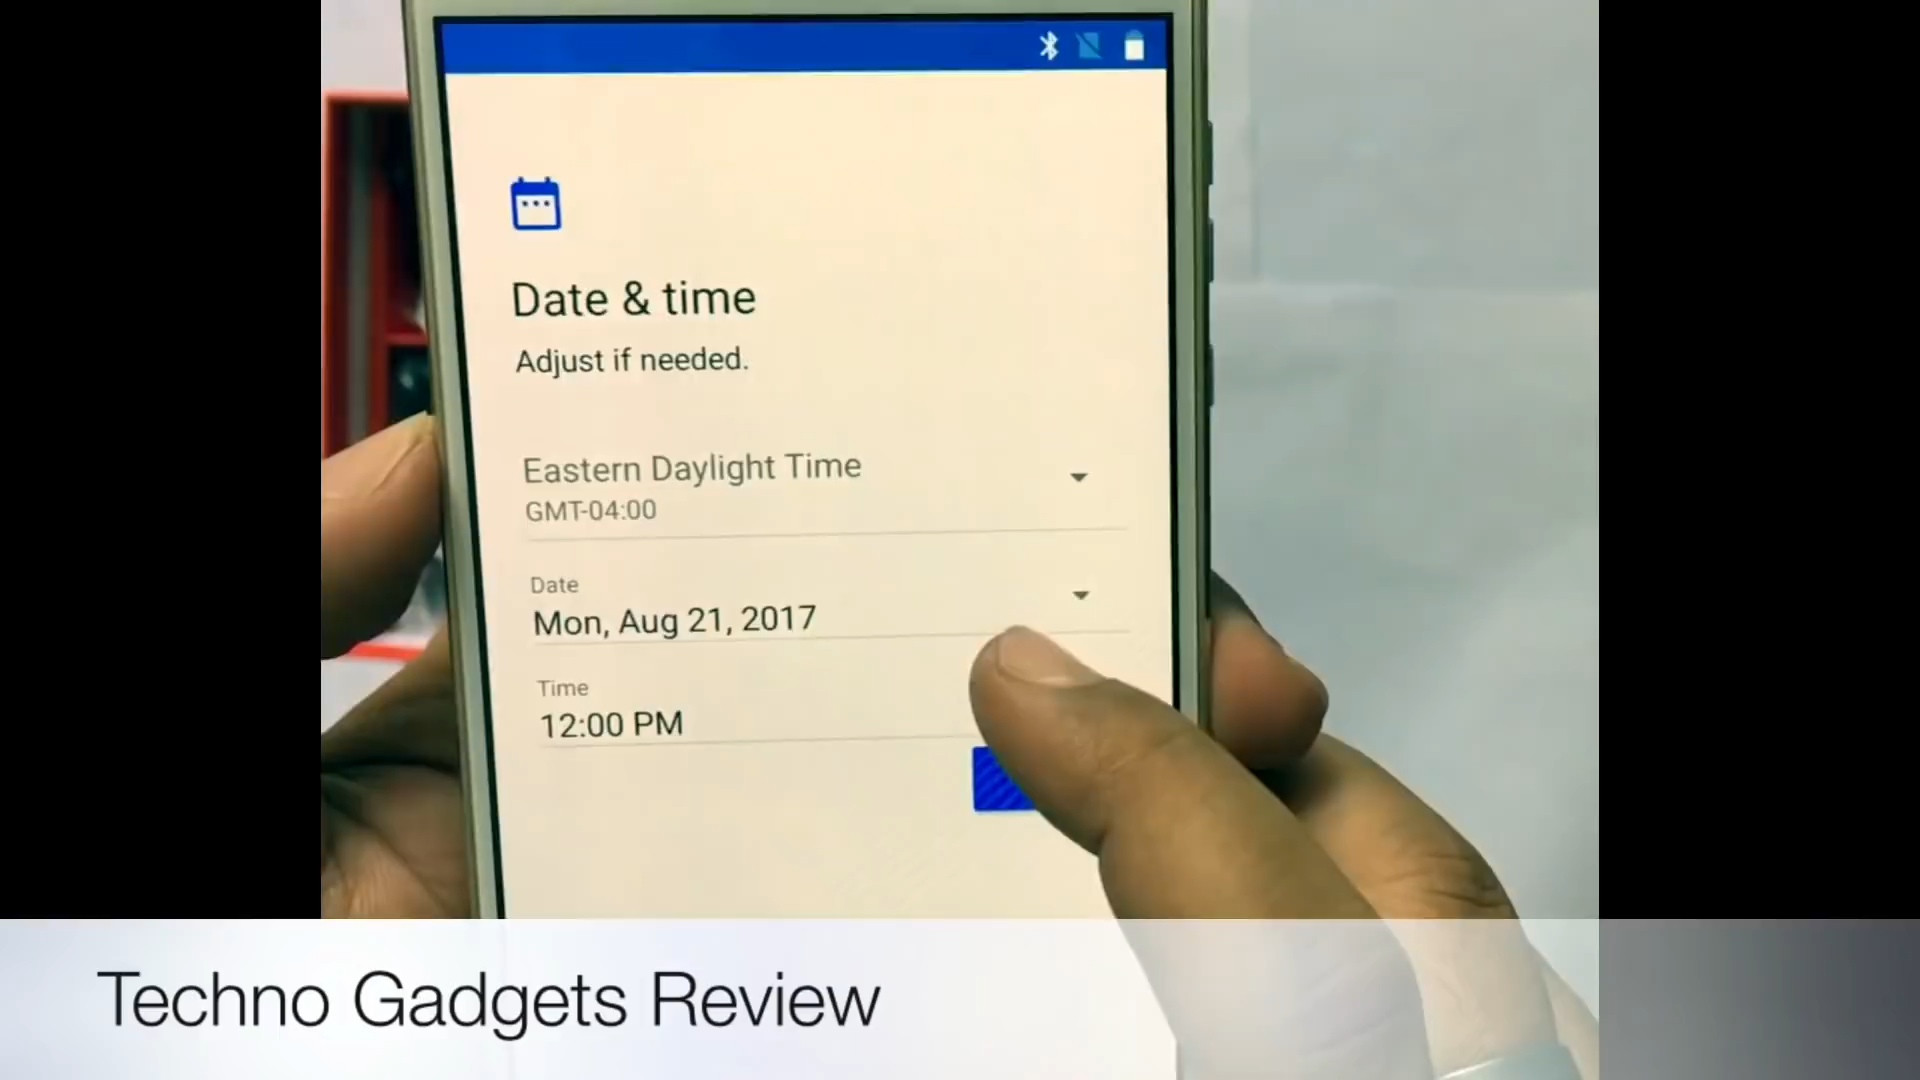 Date & time
Adjust if needed.
Eastern Daylight Time
GMT-04:00
Date
Mon, Aug 21, 2017
Time
12:00 PM
Techno Gadgets Review